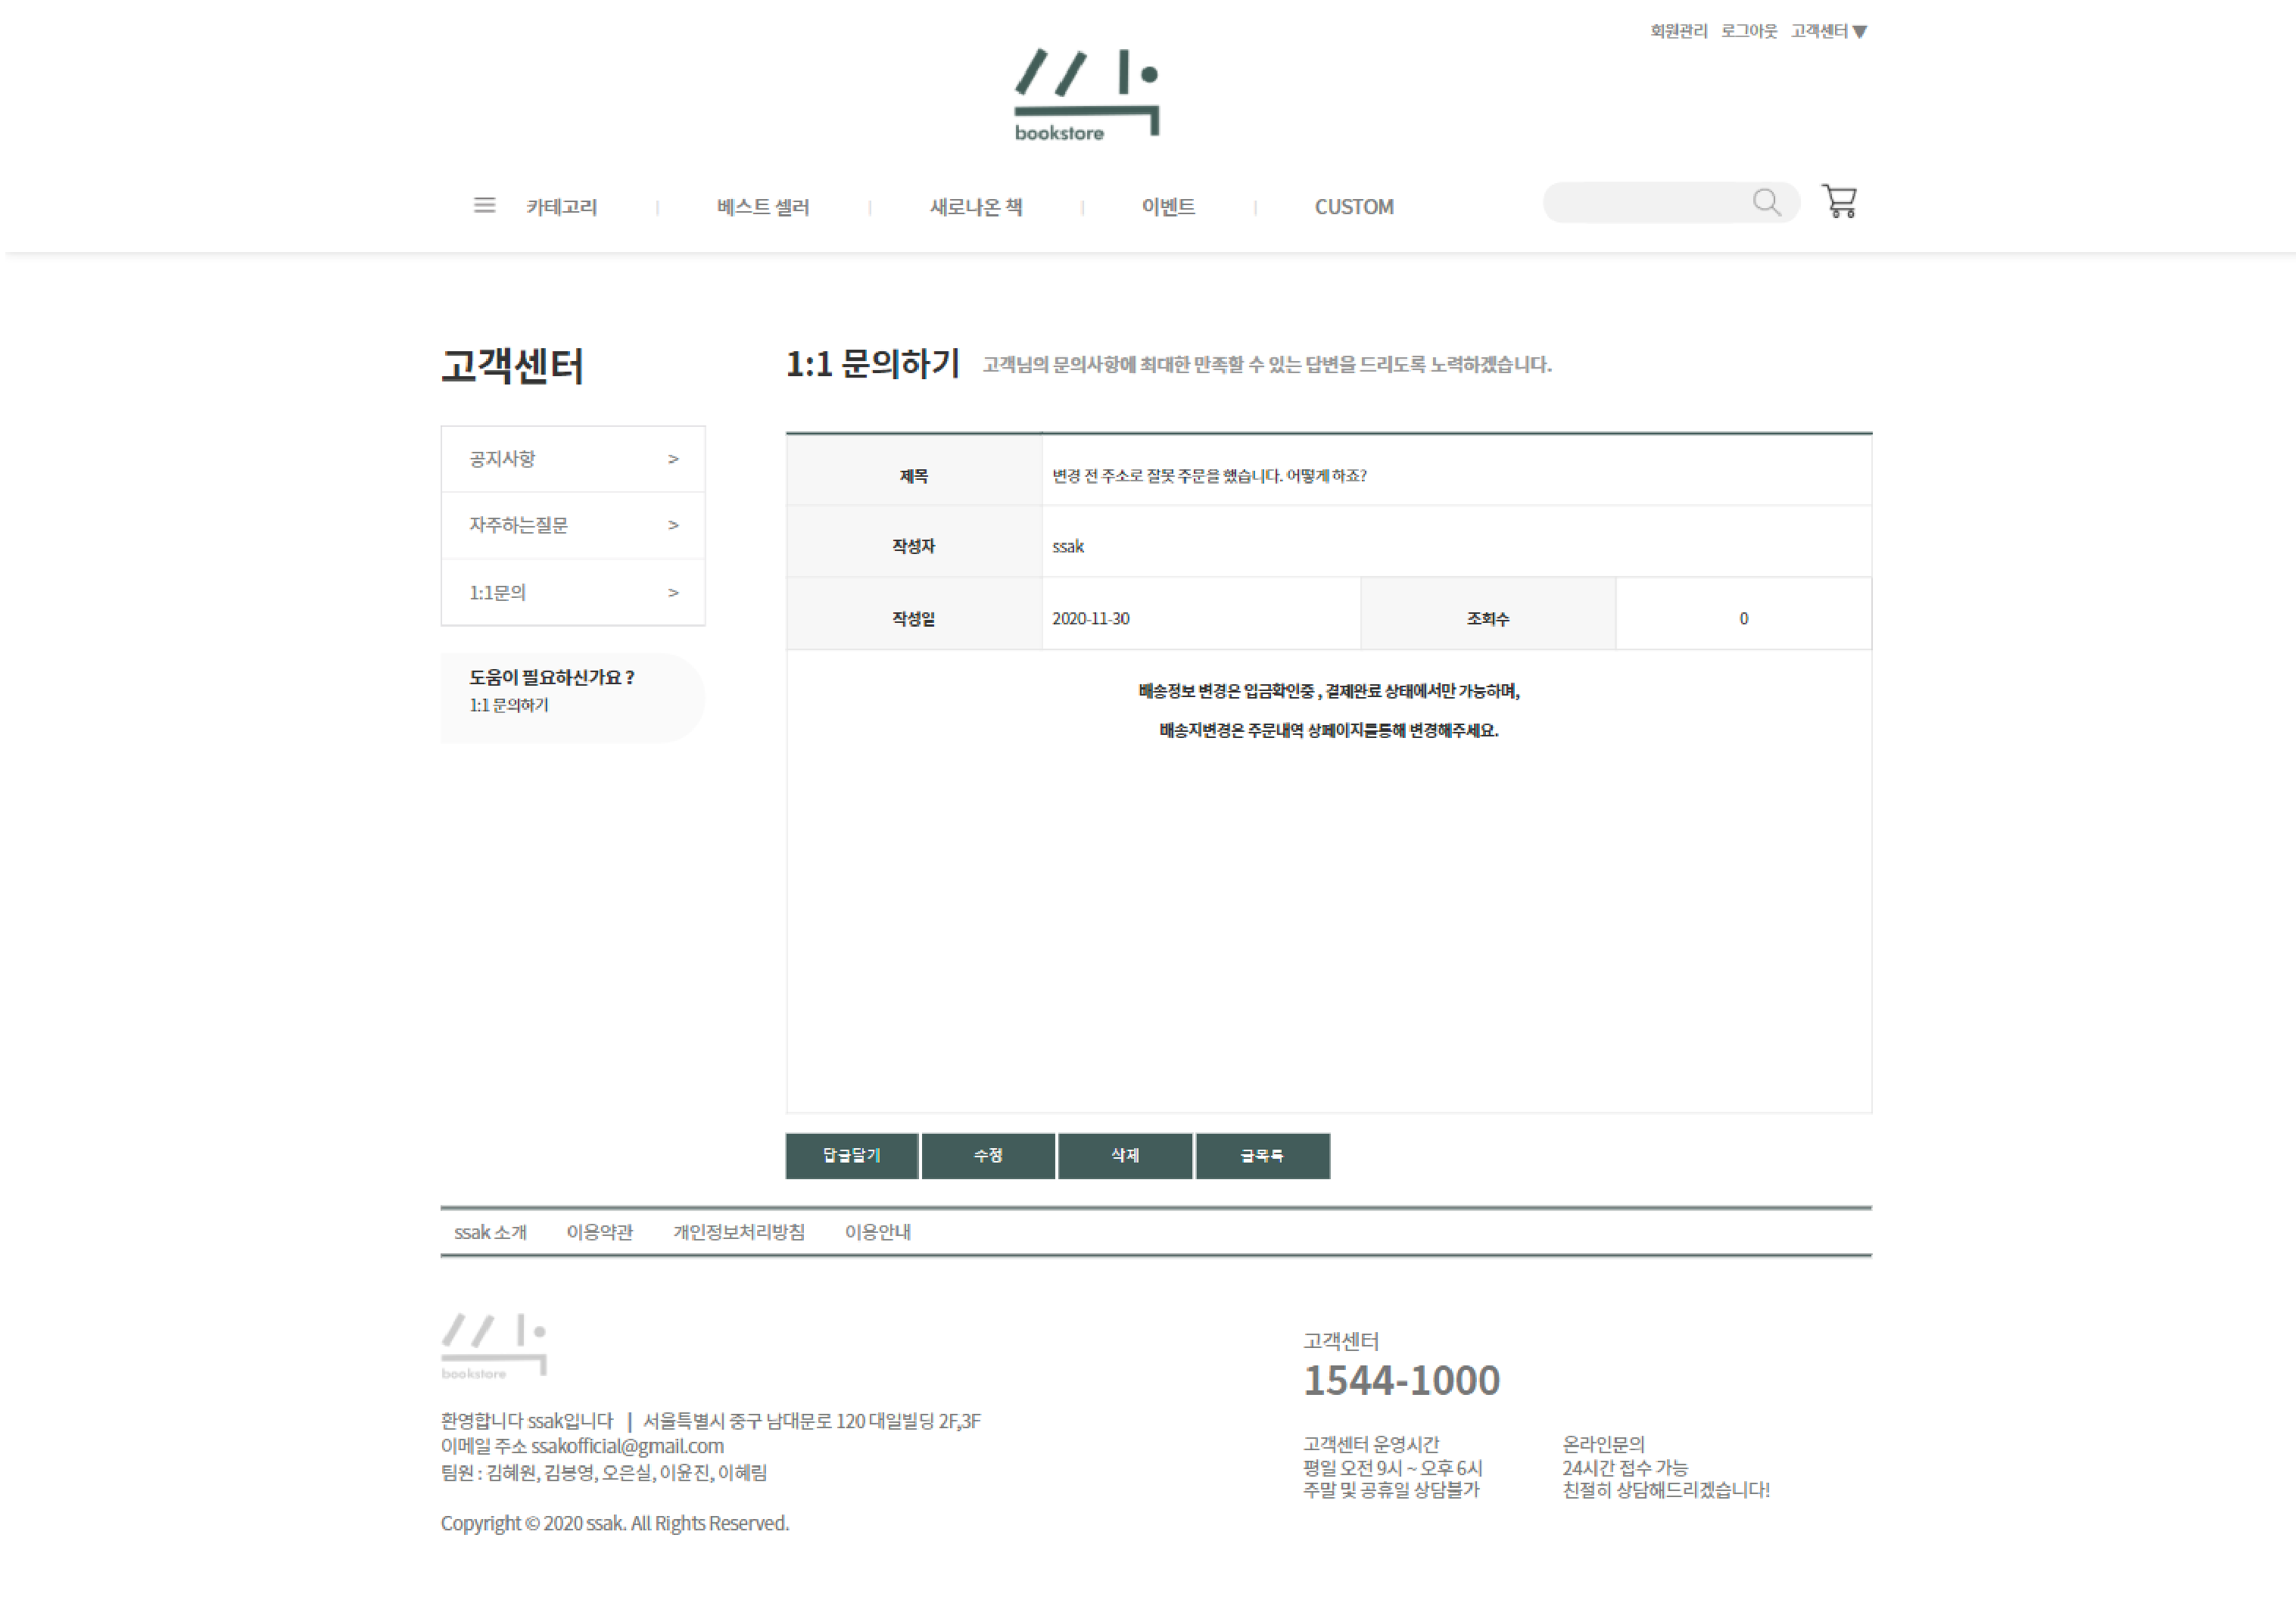 회원관리 로그아웃 고객센터 ▼
싹
bookstore
카테고리 | 베스트 셀러 | 새로나온 책 | 이벤트 | CUSTOM
고객센터
공지사항 >
자주하는질문 >
1:1문의 >
도움이 필요하신가요 ?
1:1 문의하기
1:1 문의하기 고객님의 문의사항에 최대한 만족할 수 있는 답변을 드리도록 노력하겠습니다.
제목 변경 전 주소로 잘못 주문을 했습니다. 어떻게 하죠?
작성자 ssak
작성일 2020-11-30 조회수 0
배송정보 변경은 입금확인중 , 결제완료 상태에서만 가능하며,
배송지변경은 주문내역 상페이지를통해 변경해주세요.
답글달기 수정 삭제 글목록
ssak 소개 이용약관 개인정보처리방침 이용안내
싹
bookstore
환영합니다 ssak입니다 | 서울특별시 중구 남대문로 120 대일빌딩 2F,3F
이메일 주소 ssakofficial@gmail.com
팀원 : 김혜원, 김봉영, 오은실, 이윤진, 이혜림
Copyright © 2020 ssak. All Rights Reserved.
고객센터
1544-1000
고객센터 운영시간
평일 오전 9시 ~ 오후 6시
주말 및 공휴일 상담불가
온라인문의
24시간 접수 가능
친절히 상담해드리겠습니다!